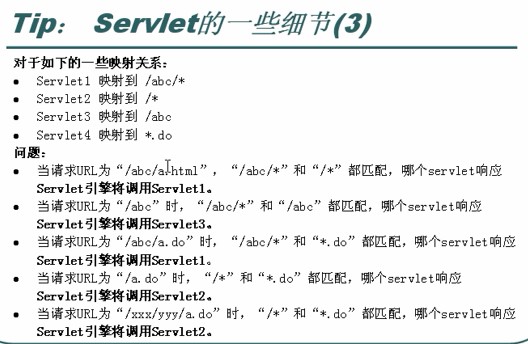 Tip： Servlet的一些细节(3)
对于如下的一些映射关系：
• Servlet1 映射到 /abc/*
• Servlet2 映射到 /*
• Servlet3 映射到 /abc
• Servlet4 映射到 *.do
问题：
• 当请求URL为“/abc/a.html”，“/abc/*”和“/*”都匹配，哪个servlet响应
Servlet引擎将调用Servlet1。
• 当请求URL为“/abc”时，“/abc/*”和“/abc”都匹配，哪个servlet响应
Servlet引擎将调用Servlet3。
• 当请求URL为“/abc/a.do”时，“/abc/*”和“*.do”都匹配，哪个servlet响应
Servlet引擎将调用Servlet1。
• 当请求URL为“/a.do”时，“/*”和“*.do”都匹配，哪个servlet响应
Servlet引擎将调用Servlet2。
• 当请求URL为“/xxx/yyy/a.do”时，“/*”和“*.do”都匹配，哪个servlet响应
Servlet引擎将调用Servlet2。